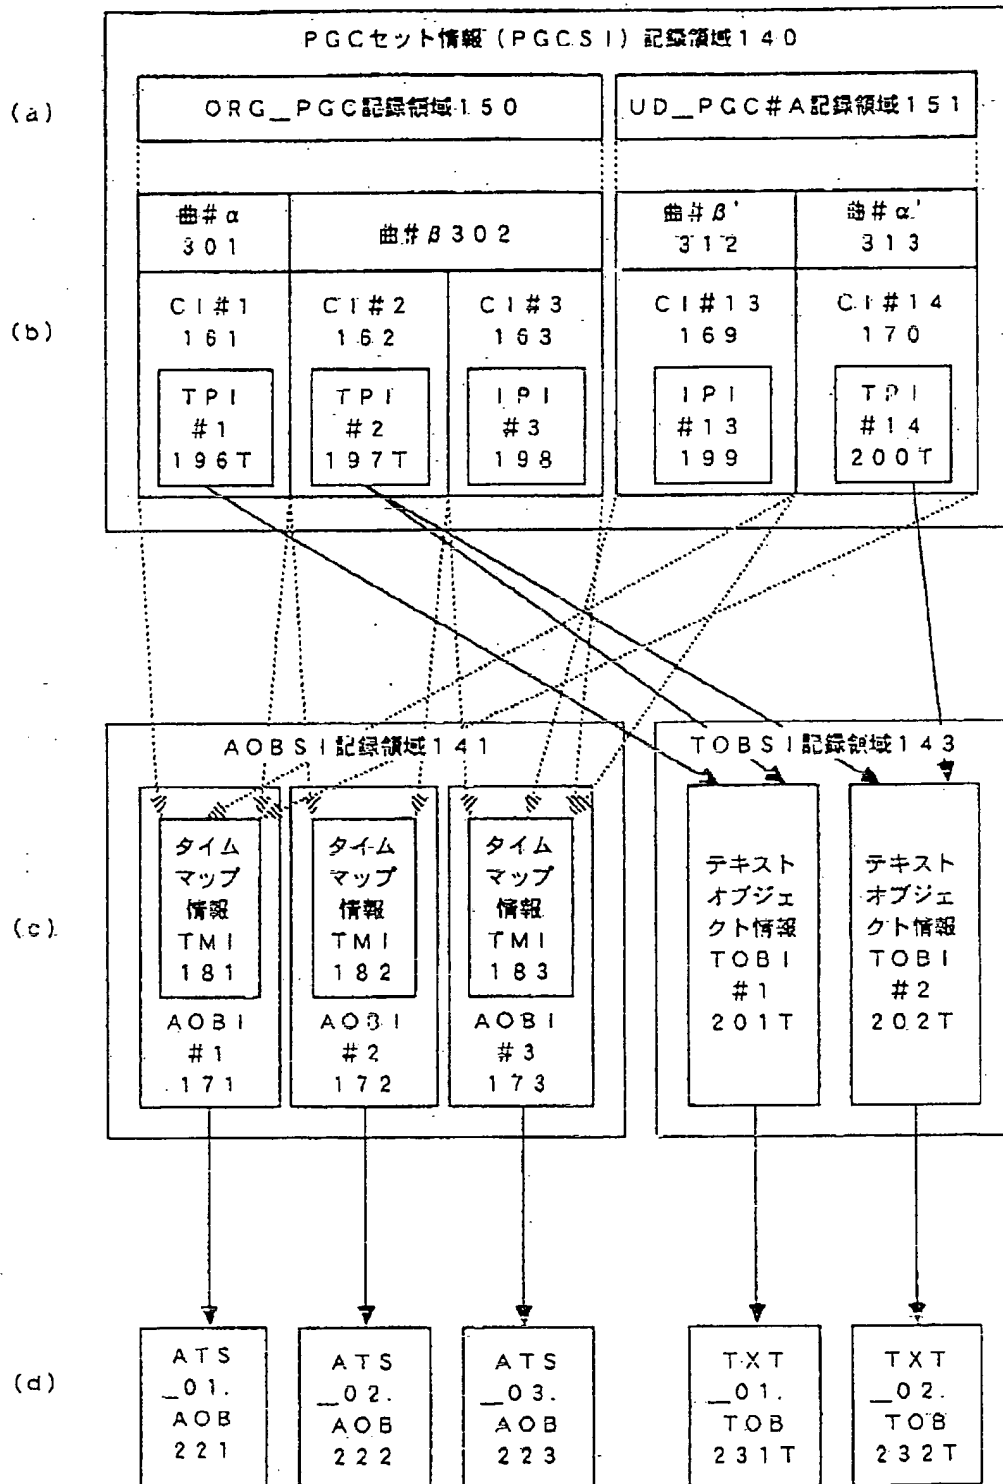 PGCセット情報(PGCSI)記録領域140
(a)
ORG_PGC記録領域150
UD_PGC#A記録領域151
曲#α
301
曲#β302
曲#β'
312
曲#α'
313
(b)
CI#1
161
CI#2
162
CI#3
163
CI#13
169
CI#14
170
TPI
#1
196T
TPI
#2
197T
IPI
#3
198
IPI
#13
199
TPI
#14
200T
AOBSI記録領域141
TOBSI記録領域143
(c)
タイム
マップ
情報
TMI
181
AOBI
#1
171
タイム
マップ
情報
TMI
182
AOBI
#2
172
タイム
マップ
情報
TMI
183
AOBI
#3
173
テキスト
オブジェ
クト情報
TOBI
#1
201T
テキスト
オブジェ
クト情報
TOBI
#2
202T
(d)
ATS
_01.
AOB
221
ATS
_02.
AOB
222
ATS
_03.
AOB
223
TXT
_01.
TOB
231T
TXT
_02.
TOB
232T